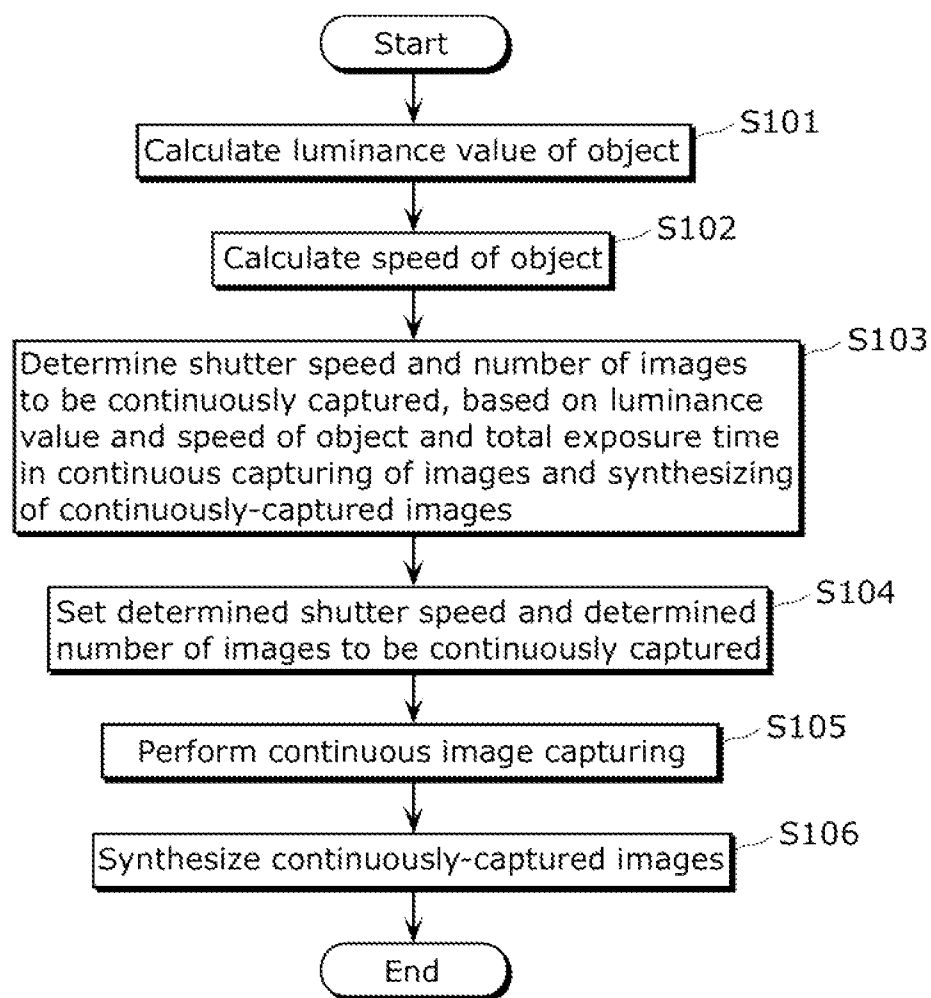 Start
S101
Calculate luminance value of object
S102
Calculate speed of object
S103
Determine shutter speed and number of images
to be continuously captured, based on luminance
value and speed of object and total exposure time
in continuous capturing of images and synthesizing
of continuously-captured images
S104
Set determined shutter speed and determined
number of images to be continuously captured
S105
Perform continuous image capturing
S106
Synthesize continuously-captured images
End